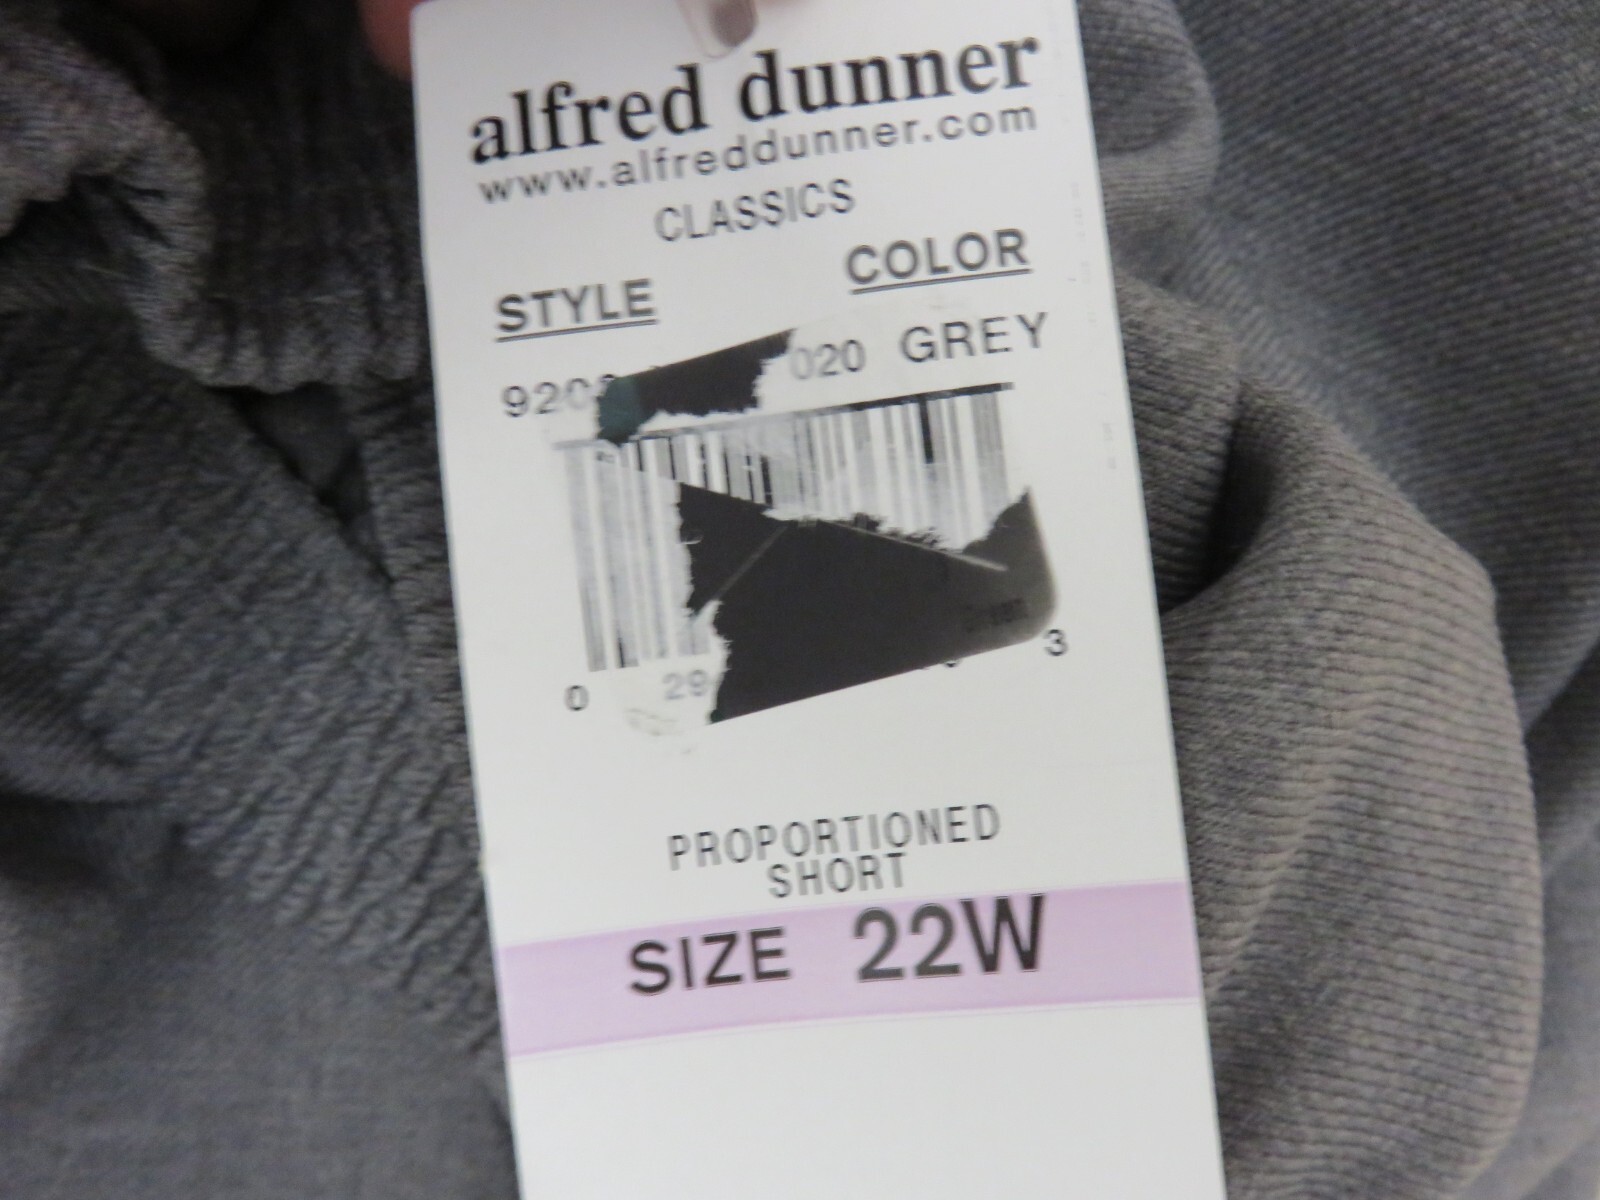 alfred dunner
www.alfreddunner.com
CLASSICS
STYLE COLOR
020 GREY
0 29 3
PROPORTIONED
SHORT
SIZE 22W